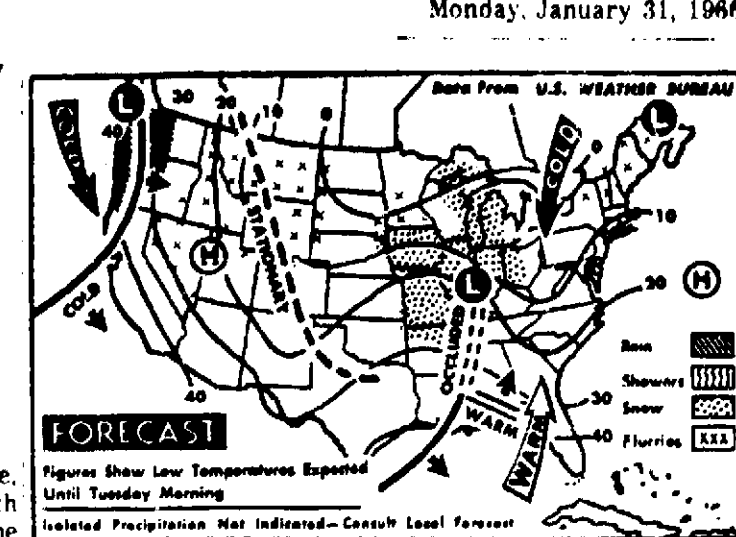 Monday, January 31, 1966
Data From U.S. WEATHER BUREAU
L
30
20
10
0
L
COLD
40
COLD
0
STATIONARY
10
H
L
20
H
COLD
OCCLUDED
Rain
Showers
40
30
Snow
WARM
FORECAST
40
Flurries
XXX
WARM
Figures Show Low Temperatures Expected
Until Tuesday Morning
Isolated Precipitation Not Indicated— Consult Local Forecast